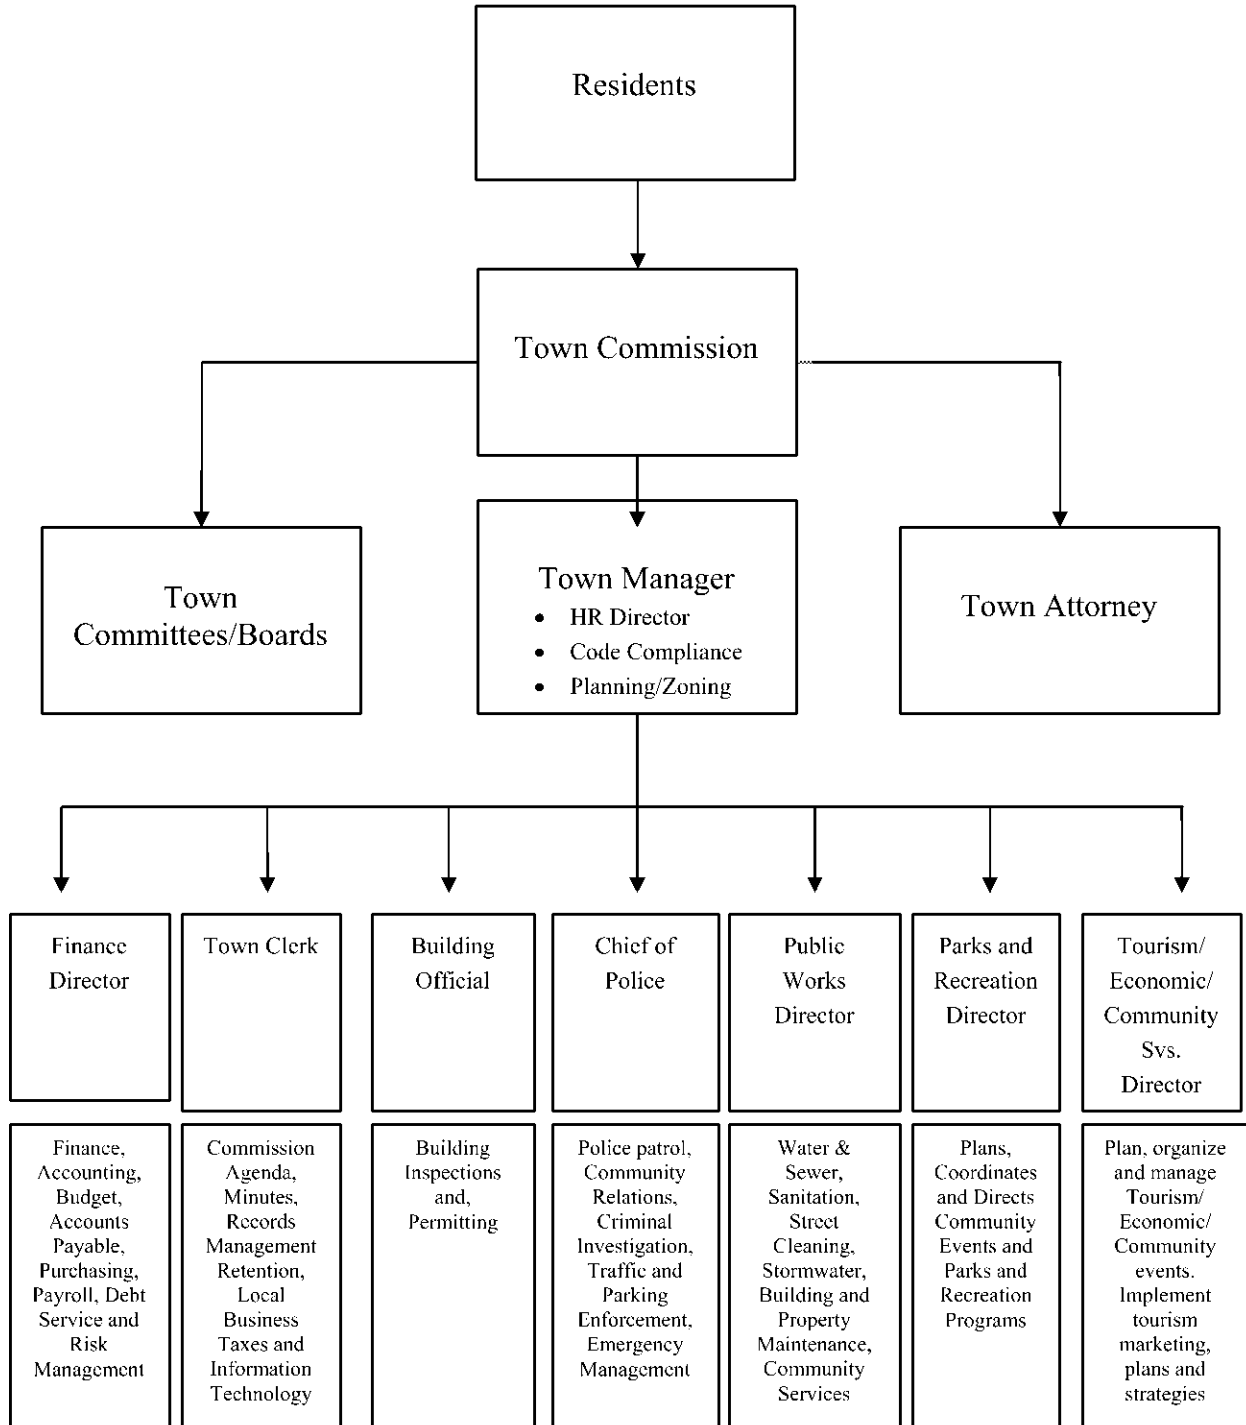 Residents
Town Commission
Town
Committees/Boards
Town Manager
• HR Director
• Code Compliance
• Planning/Zoning
Town Attorney
Finance
Director
Town Clerk
Building
Official
Chief of
Police
Public
Works
Director
Parks and
Recreation
Director
Tourism/
Economic/
Community
Svs.
Director
Finance,
Accounting,
Budget,
Accounts
Payable,
Purchasing,
Payroll, Debt
Service and
Risk
Management
Commission
Agenda,
Minutes,
Records
Management
Retention,
Local
Business
Taxes and
Information
Technology
Building
Inspections
and,
Permitting
Police patrol,
Community
Relations,
Criminal
Investigation,
Traffic and
Parking
Enforcement,
Emergency
Management
Water &
Sewer,
Sanitation,
Street
Cleaning,
Stormwater,
Building and
Property
Maintenance,
Community
Services
Plans,
Coordinates
and Directs
Community
Events and
Parks and
Recreation
Programs
Plan, organize
and manage
Tourism/
Economic/
Community
events.
Implement
tourism
marketing,
plans and
strategies